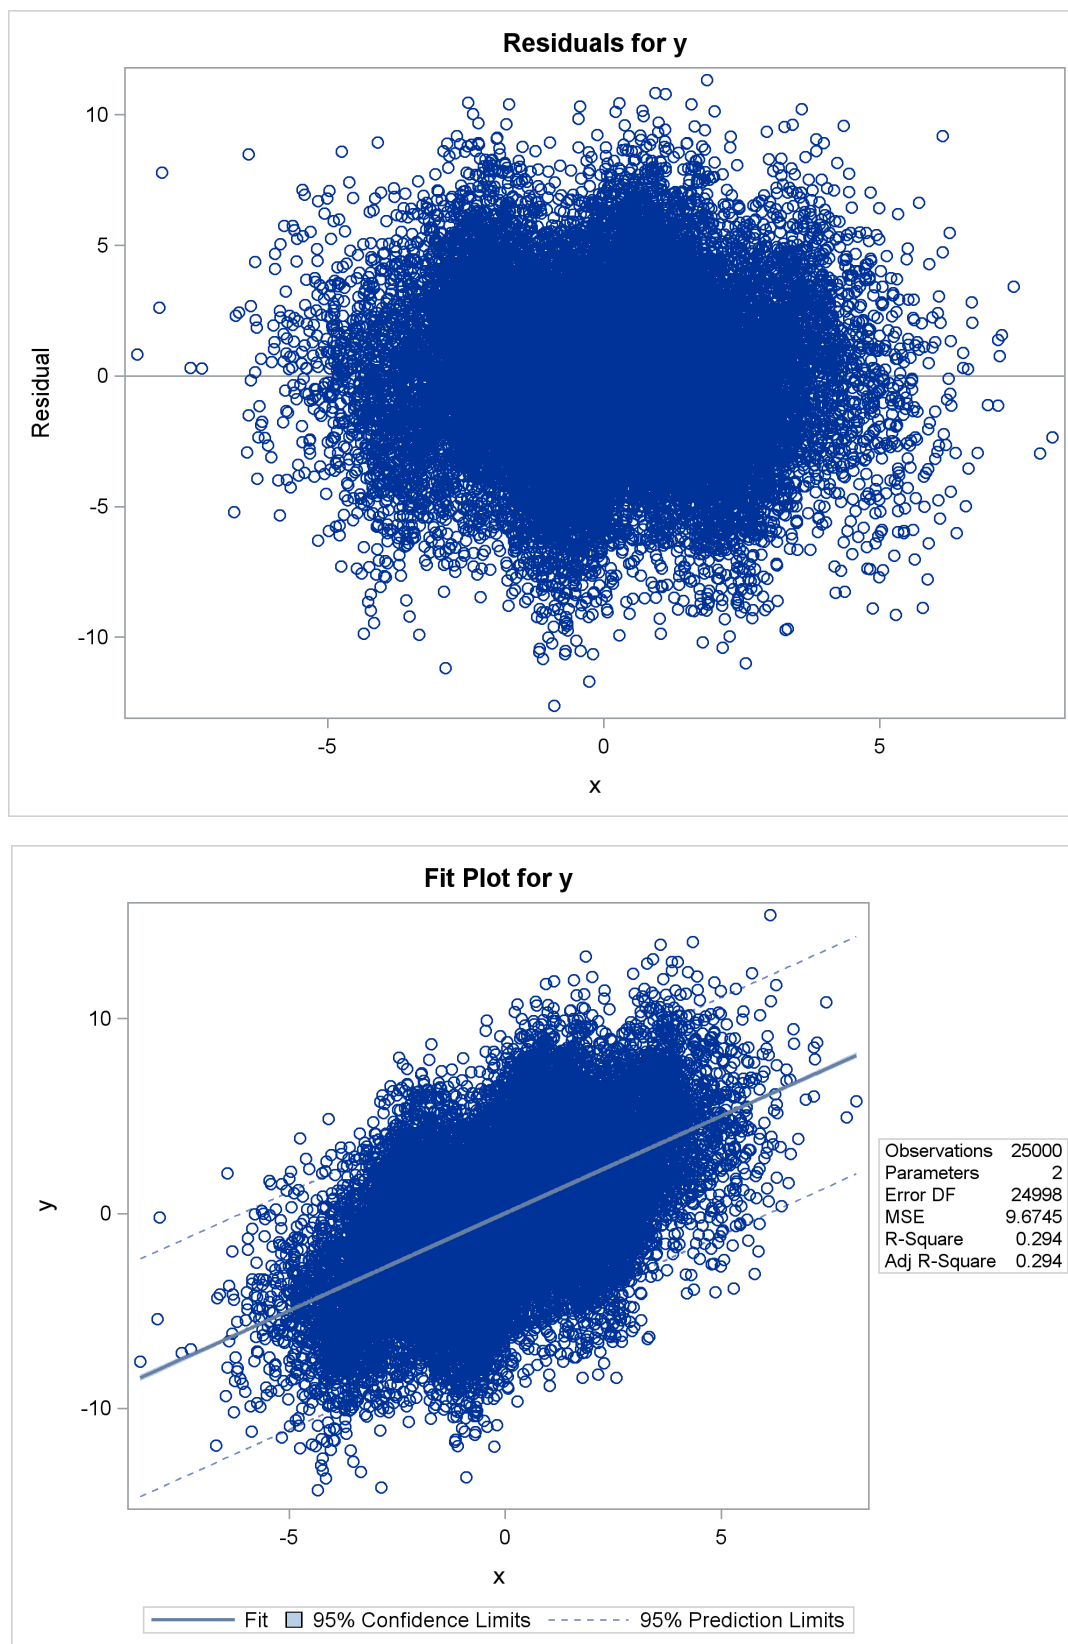 Residuals for y
10
5
0
-5
-10
Residual
-5 0 5
x
Fit Plot for y
10
0
-10
y
Observations 25000
Parameters 2
Error DF 24998
MSE 9.6745
R-Square 0.294
Adj R-Square 0.294
-5 0 5
x
Fit 95% Confidence Limits 95% Prediction Limits